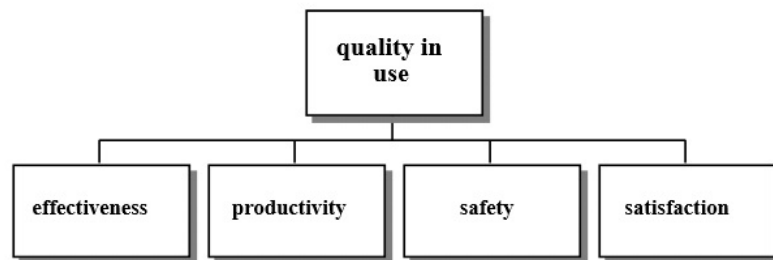 quality in
use
effectiveness
productivity
safety
satisfaction